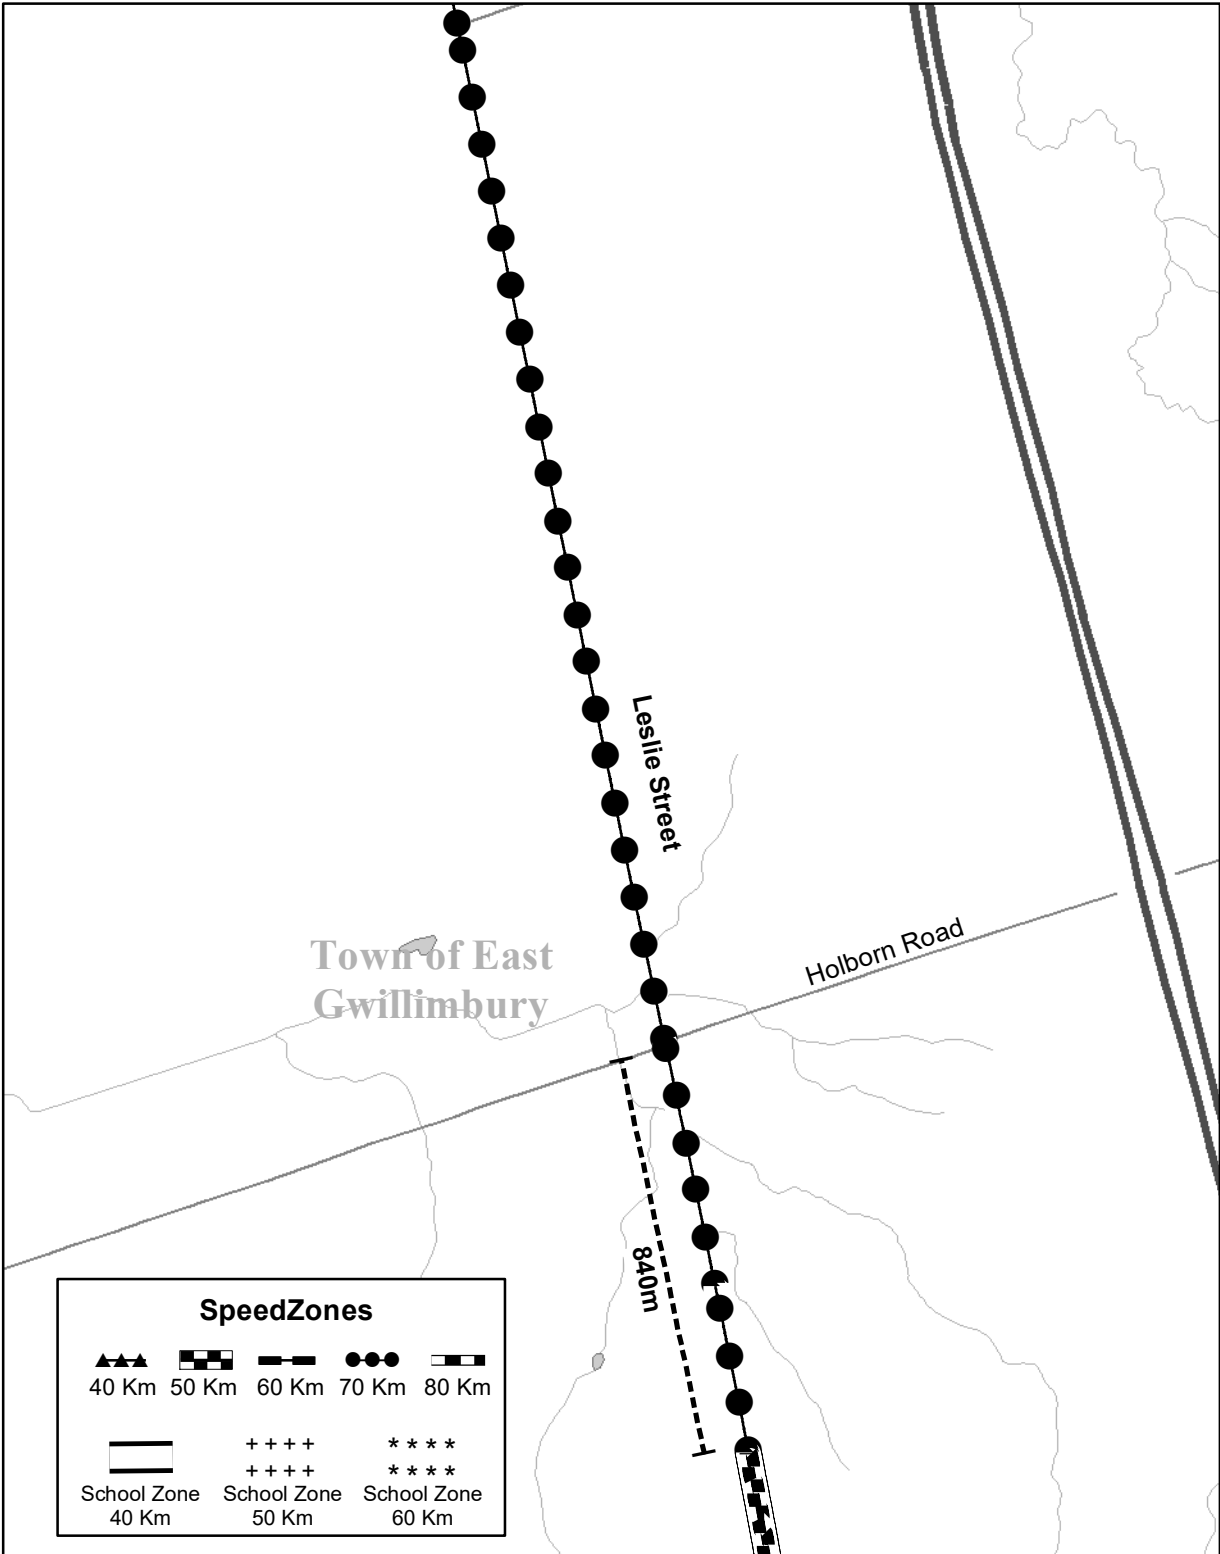 Leslie Street
Holborn Road
Town of East
Gwillimbury
840m
SpeedZones
40 Km 50 Km 60 Km 70 Km 80 Km
School Zone School Zone School Zone
40 Km 50 Km 60 Km